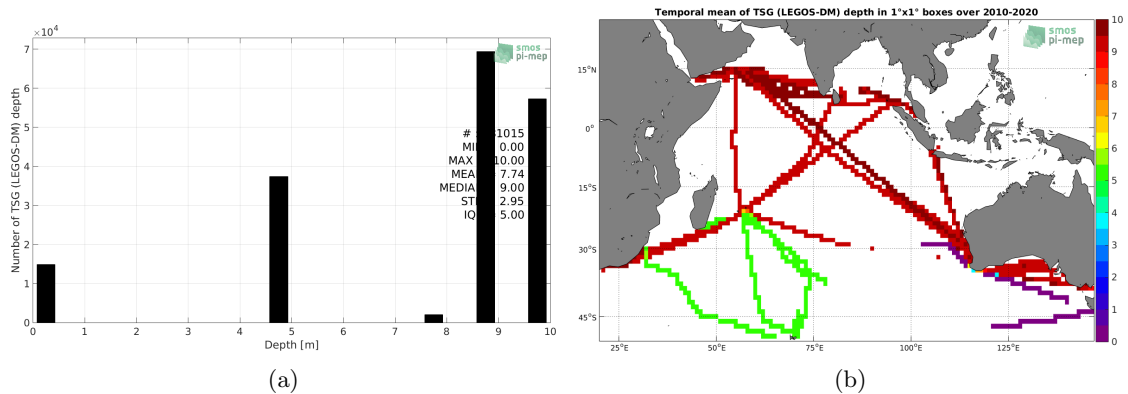 ×10⁴
7
6
5
4
3
2
1
0
Number of TSG (LEGOS-DM) depth
smos
pi-mep
1015
0.00
MAX 10.00
7.74
9.00
2.95
5.00
0 1 2 3 4 5 6 7 8 9 10
Depth [m]
(a)
Temporal mean of TSG (LEGOS-DM) depth in 1°x1° boxes over 2010-2020
smos
pi-mep
15°N
0°
15°S
30°S
45°S
25°E 50°E 75°E 100°E 125°E
10
9
8
7
6
5
4
3
2
1
0
(b)